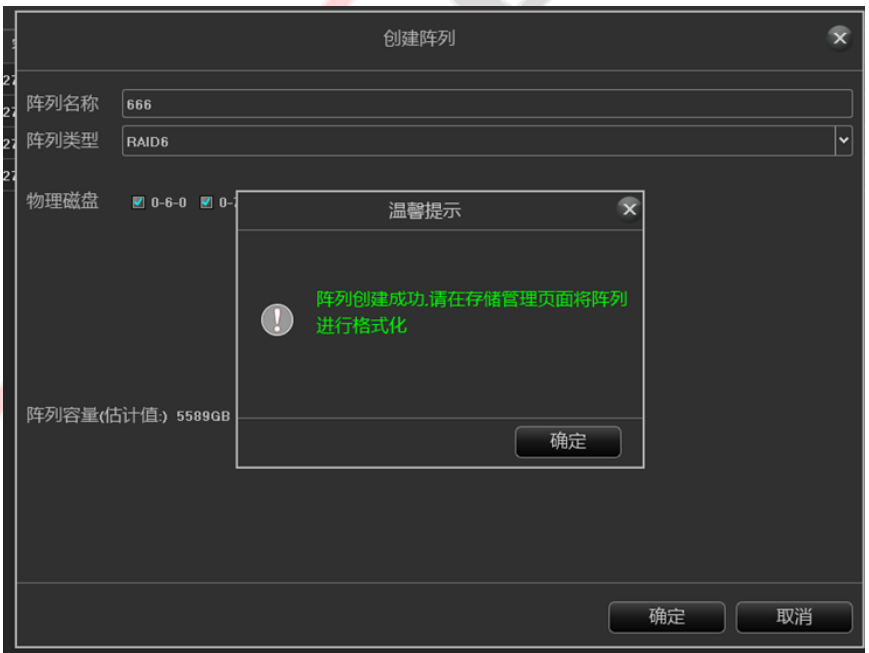 创建阵列
阵列名称 666
阵列类型 RAID6
物理磁盘 0-6-0
温馨提示
阵列创建成功,请在存储管理页面将阵列
进行格式化
阵列容量(估计值:) 5589GB
确定
确定 取消